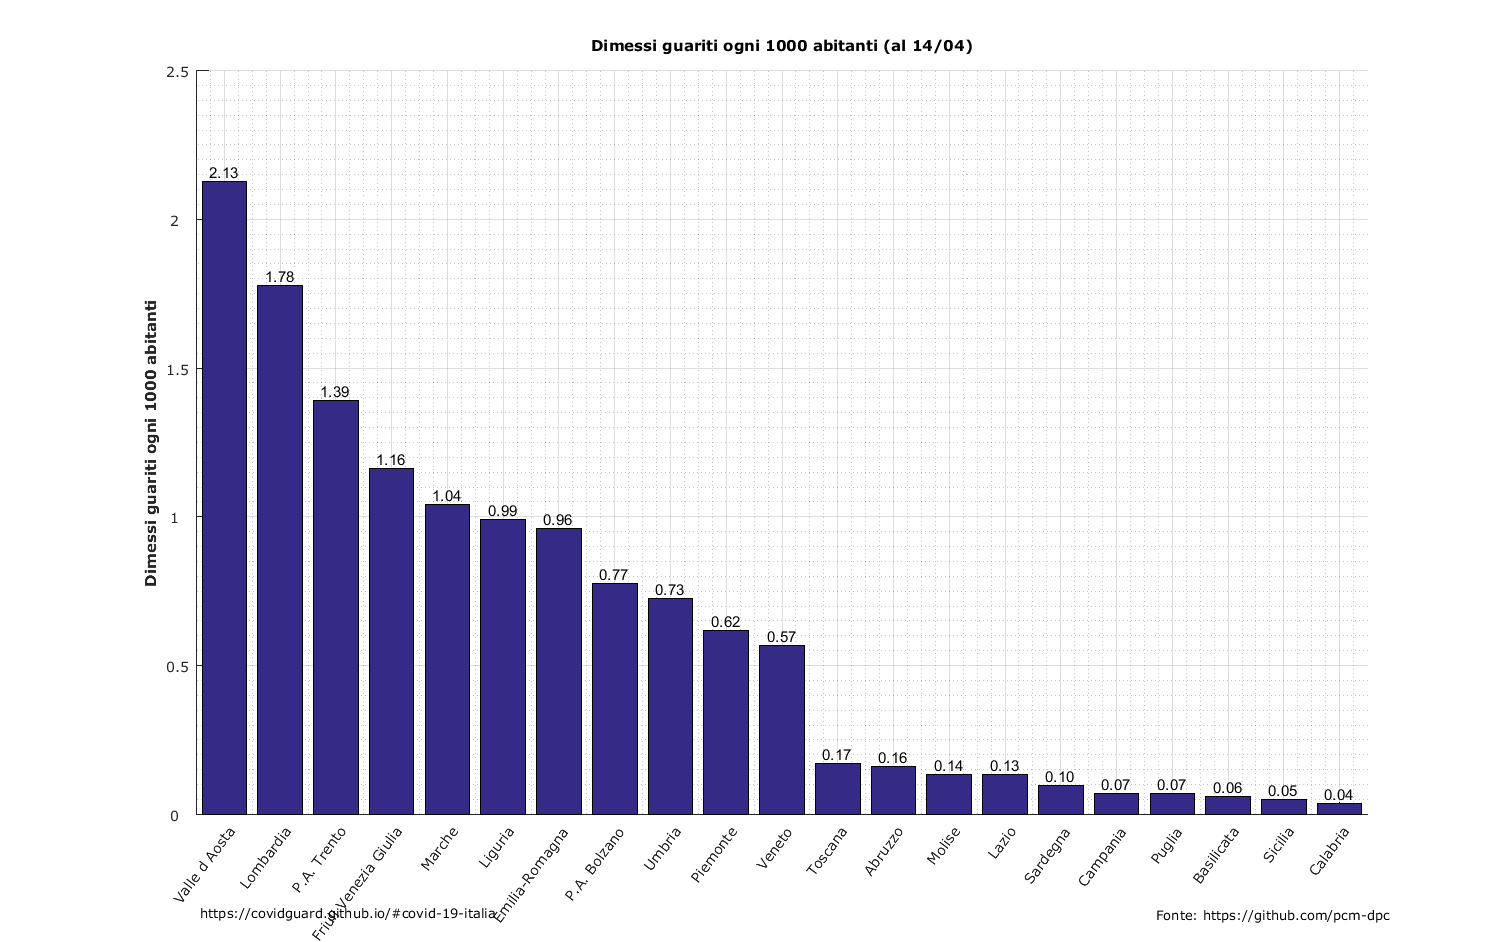 Dimessi guariti ogni 1000 abitanti (al 14/04)
Dimessi guariti ogni 1000 abitanti
2.5
2
1.5
1
0.5
0
2.13
1.78
1.39
1.16
1.04
0.99
0.96
0.77
0.73
0.62
0.57
0.17
0.16
0.14
0.13
0.10
0.07
0.07
0.06
0.05
0.04
Valle d Aosta
Lombardia
P.A. Trento
Friuli Venezia Giulia
Marche
Liguria
Emilia-Romagna
P.A. Bolzano
Umbria
Piemonte
Veneto
Toscana
Abruzzo
Molise
Lazio
Sardegna
Campania
Puglia
Basilicata
Sicilia
Calabria
https://covidguard.github.io/#covid-19-italia
Fonte: https://github.com/pcm-dpc